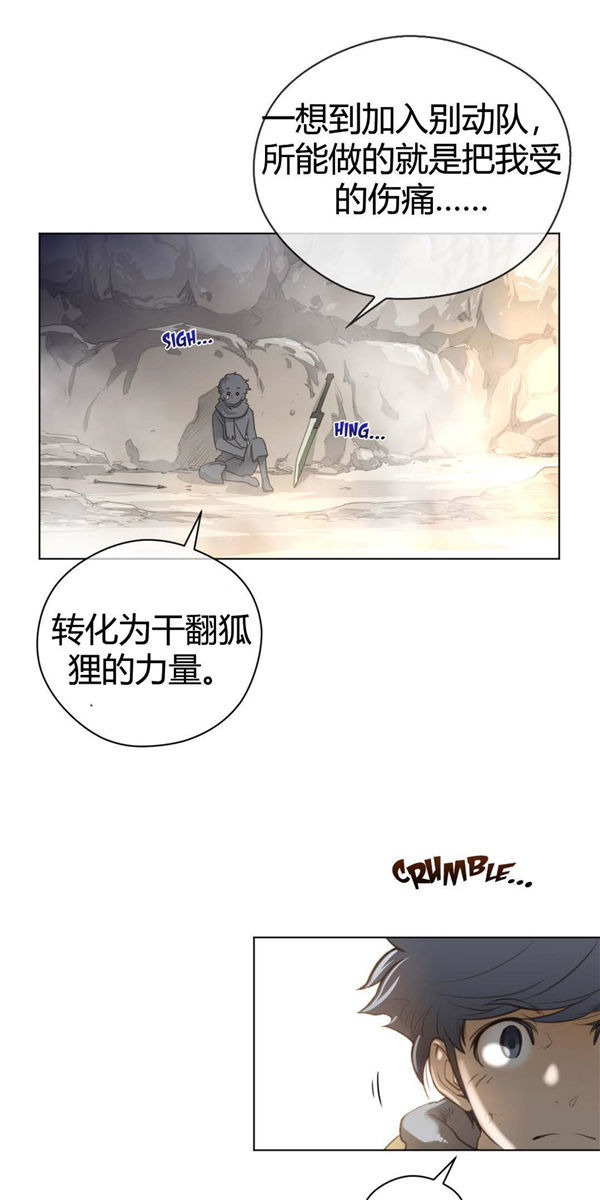 一想到加入别动队，
所能做的就是把我受
的伤痛……
SIGH...
HING...
转化为干翻狐
狸的力量。
CRUMBLE...